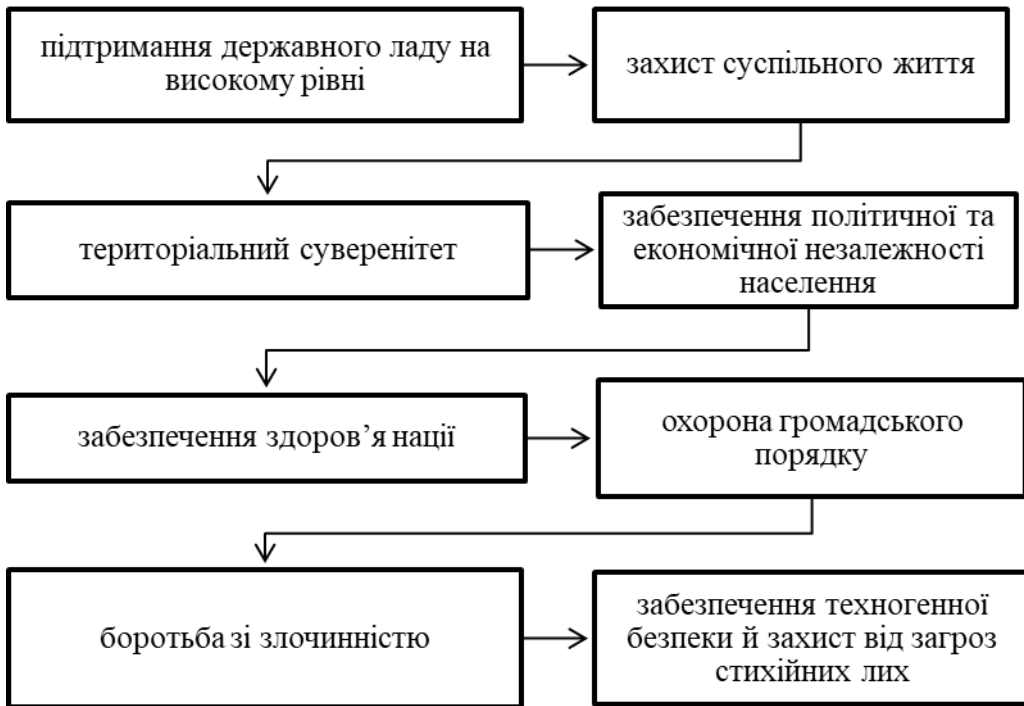 підтримання державного ладу на
високому рівні
захист суспільного життя
територіальний суверенітет
забезпечення політичної та
економічної незалежності
населення
забезпечення здоров’я нації
охорона громадського
порядку
боротьба зі злочинністю
забезпечення техногенної
безпеки й захист від загроз
стихійних лих